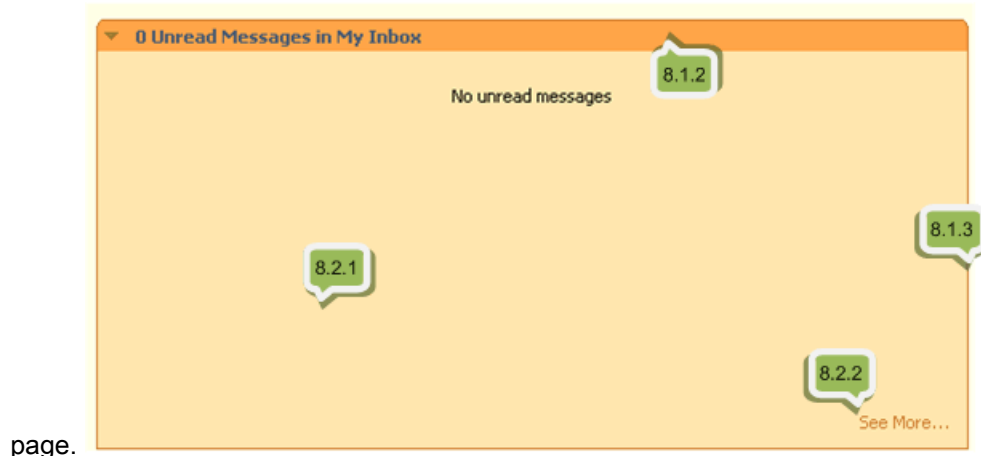 0 Unread Messages in My Inbox
8.1.2
No unread messages
8.1.3
8.2.1
8.2.2
See More...
page.